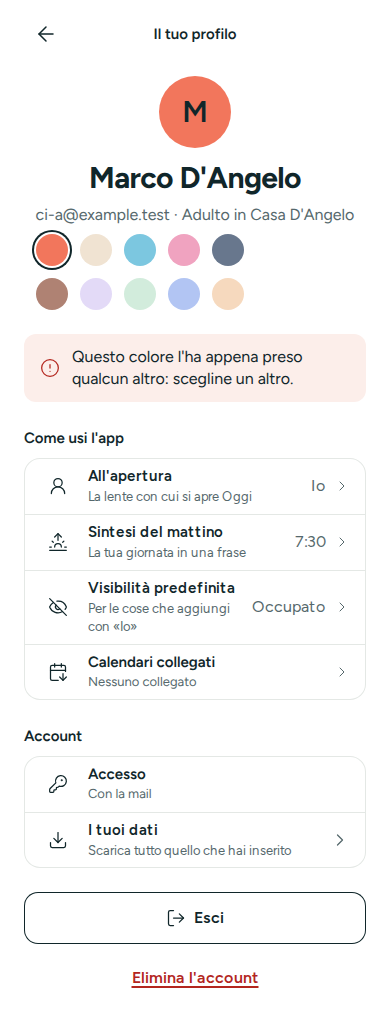 Il tuo profilo
M
Marco D'Angelo
ci-a@example.test · Adulto in Casa D'Angelo
Questo colore l'ha appena preso
qualcun altro: scegline un altro.
Come usi l'app
All'apertura
La lente con cui si apre Oggi
Io
Sintesi del mattino
La tua giornata in una frase
7:30
Visibilità predefinita
Per le cose che aggiungi
con «Io»
Occupato
Calendari collegati
Nessuno collegato
Account
Accesso
Con la mail
I tuoi dati
Scarica tutto quello che hai inserito
Esci
Elimina l'account